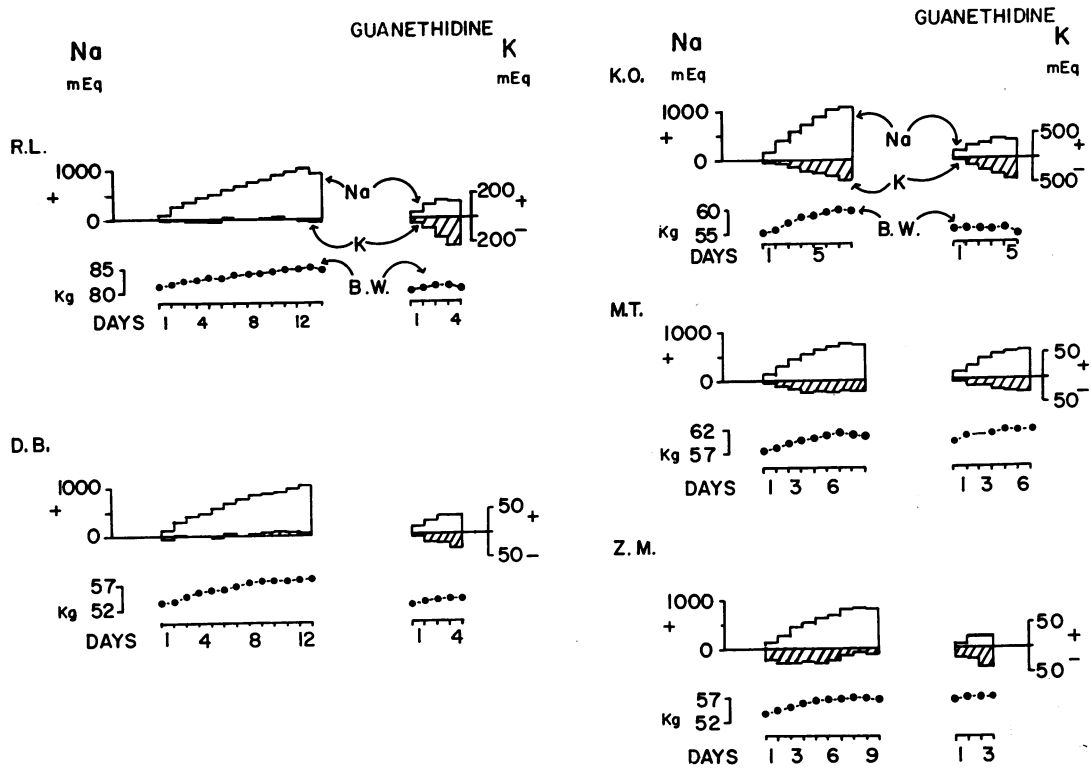 GUANETHIDINE
Na
K
mEq
mEq
R.L.
1000
+
0
Na
K
200
+
200
−
Kg
85
80
B.W.
DAYS
1 4 8 12
1 4
D.B.
1000
+
0
50
+
50
−
Kg
57
52
DAYS
1 4 8 12
1 4
GUANETHIDINE
Na
K
mEq
mEq
K.O.
1000
+
0
Na
K
500
+
500
−
Kg
60
55
B.W.
DAYS
1 5
1 5
M.T.
1000
+
0
50
+
50
−
Kg
62
57
DAYS
1 3 6
1 3 6
Z.M.
1000
+
0
50
+
50
−
Kg
57
52
DAYS
1 3 6 9
1 3